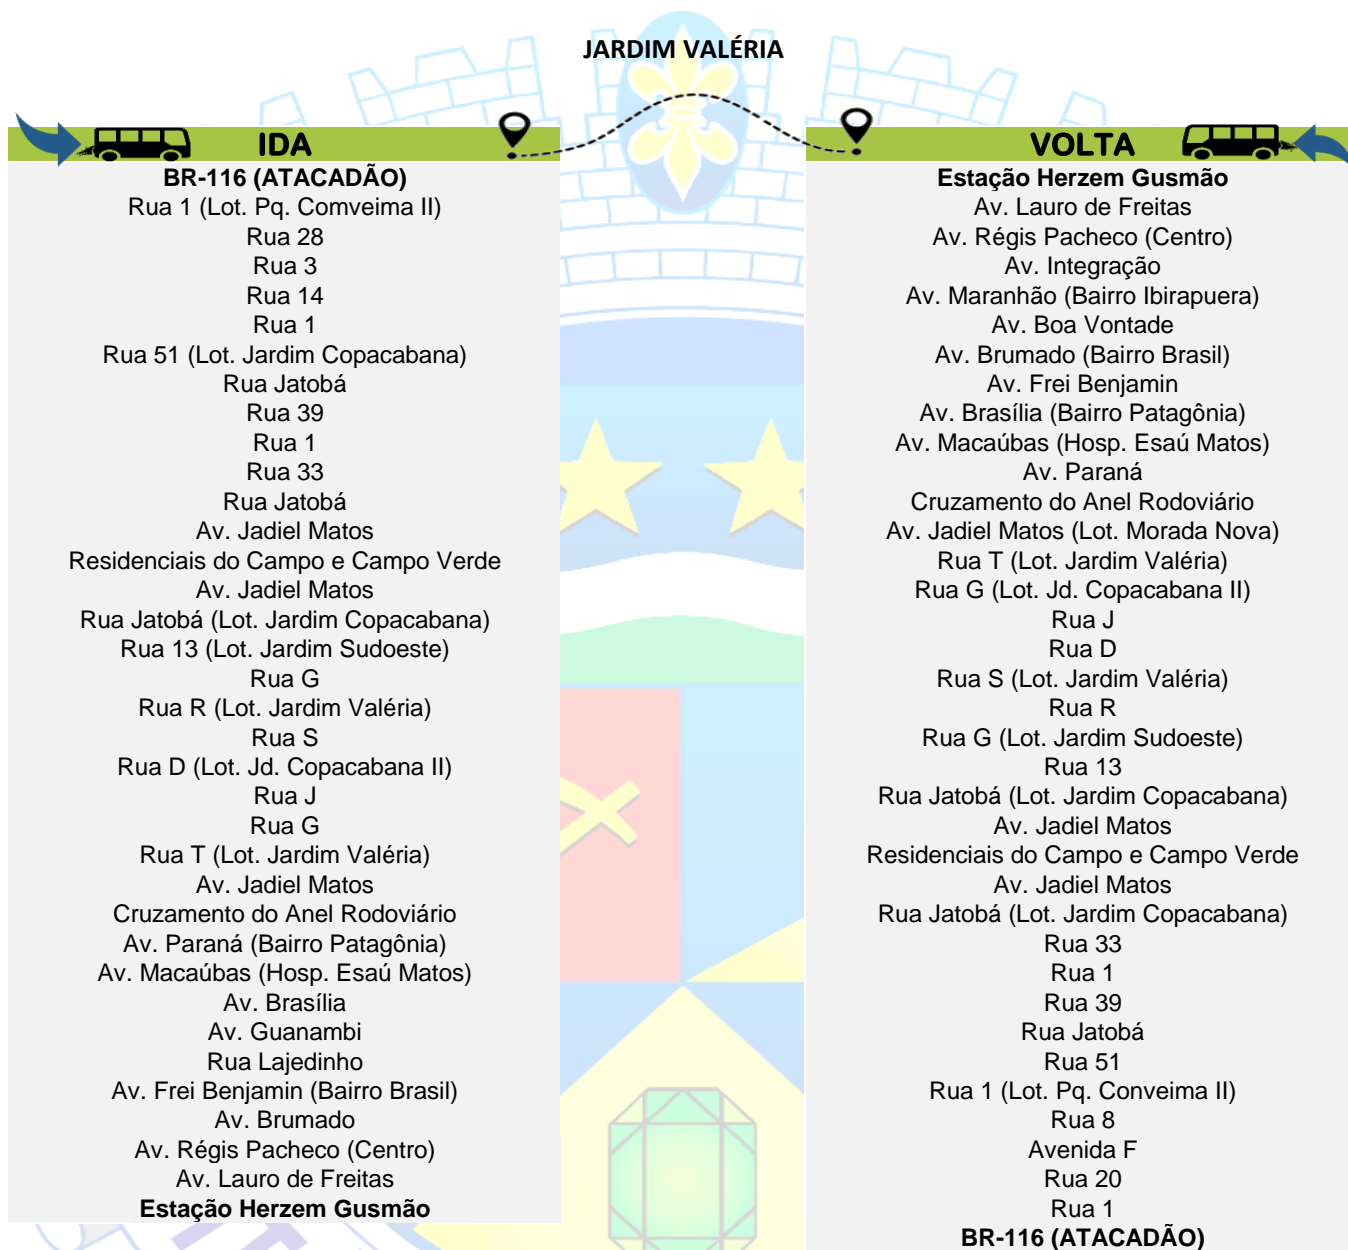 JARDIM VALÉRIA
IDA
BR-116 (ATACADÃO)
Rua 1 (Lot. Pq. Comveima II)
Rua 28
Rua 3
Rua 14
Rua 1
Rua 51 (Lot. Jardim Copacabana)
Rua Jatobá
Rua 39
Rua 1
Rua 33
Rua Jatobá
Av. Jadiel Matos
Residenciais do Campo e Campo Verde
Av. Jadiel Matos
Rua Jatobá (Lot. Jardim Copacabana)
Rua 13 (Lot. Jardim Sudoeste)
Rua G
Rua R (Lot. Jardim Valéria)
Rua S
Rua D (Lot. Jd. Copacabana II)
Rua J
Rua G
Rua T (Lot. Jardim Valéria)
Av. Jadiel Matos
Cruzamento do Anel Rodoviário
Av. Paraná (Bairro Patagônia)
Av. Macaúbas (Hosp. Esaú Matos)
Av. Brasília
Av. Guanambi
Rua Lajedinho
Av. Frei Benjamin (Bairro Brasil)
Av. Brumado
Av. Régis Pacheco (Centro)
Av. Lauro de Freitas
Estação Herzem Gusmão
VOLTA
Estação Herzem Gusmão
Av. Lauro de Freitas
Av. Régis Pacheco (Centro)
Av. Integração
Av. Maranhão (Bairro Ibirapuera)
Av. Boa Vontade
Av. Brumado (Bairro Brasil)
Av. Frei Benjamin
Av. Brasília (Bairro Patagônia)
Av. Macaúbas (Hosp. Esaú Matos)
Av. Paraná
Cruzamento do Anel Rodoviário
Av. Jadiel Matos (Lot. Morada Nova)
Rua T (Lot. Jardim Valéria)
Rua G (Lot. Jd. Copacabana II)
Rua J
Rua D
Rua S (Lot. Jardim Valéria)
Rua R
Rua G (Lot. Jardim Sudoeste)
Rua 13
Rua Jatobá (Lot. Jardim Copacabana)
Av. Jadiel Matos
Residenciais do Campo e Campo Verde
Av. Jadiel Matos
Rua Jatobá (Lot. Jardim Copacabana)
Rua 33
Rua 1
Rua 39
Rua Jatobá
Rua 51
Rua 1 (Lot. Pq. Conveima II)
Rua 8
Avenida F
Rua 20
Rua 1
BR-116 (ATACADÃO)